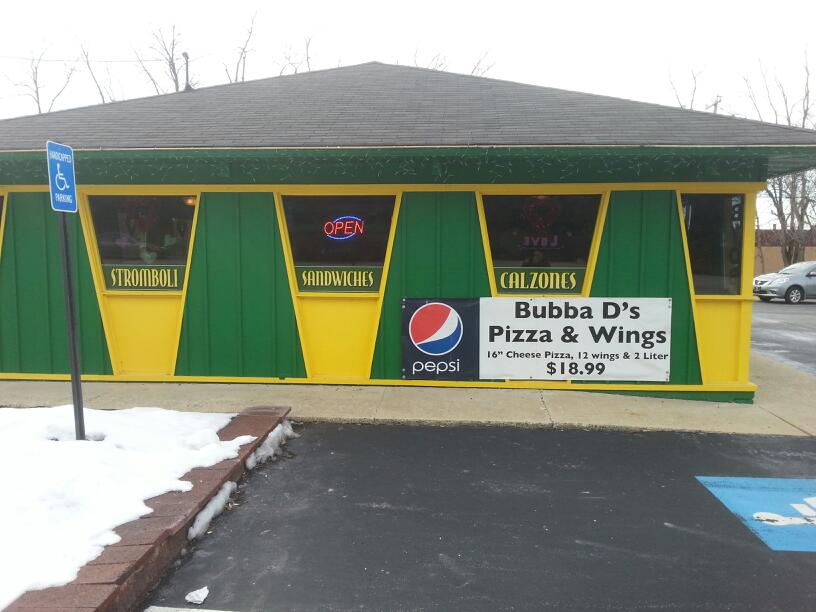 HANDICAPPED
PARKING
STROMBOLI
OPEN
SANDWICHES
LOVE
CALZONES
pepsi
Bubba D's
Pizza & Wings
16" Cheese Pizza, 12 wings & 2 Liter
$18.99